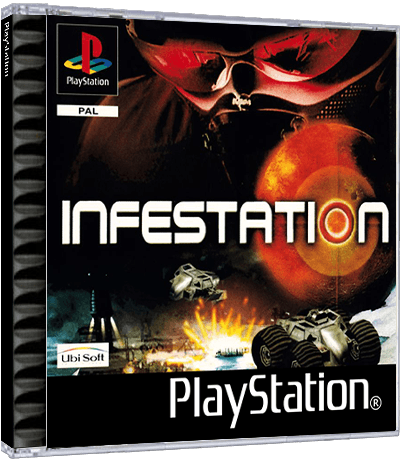 PlayStation
PlayStation
PAL
INFESTATION
Ubi Soft
PlayStation®